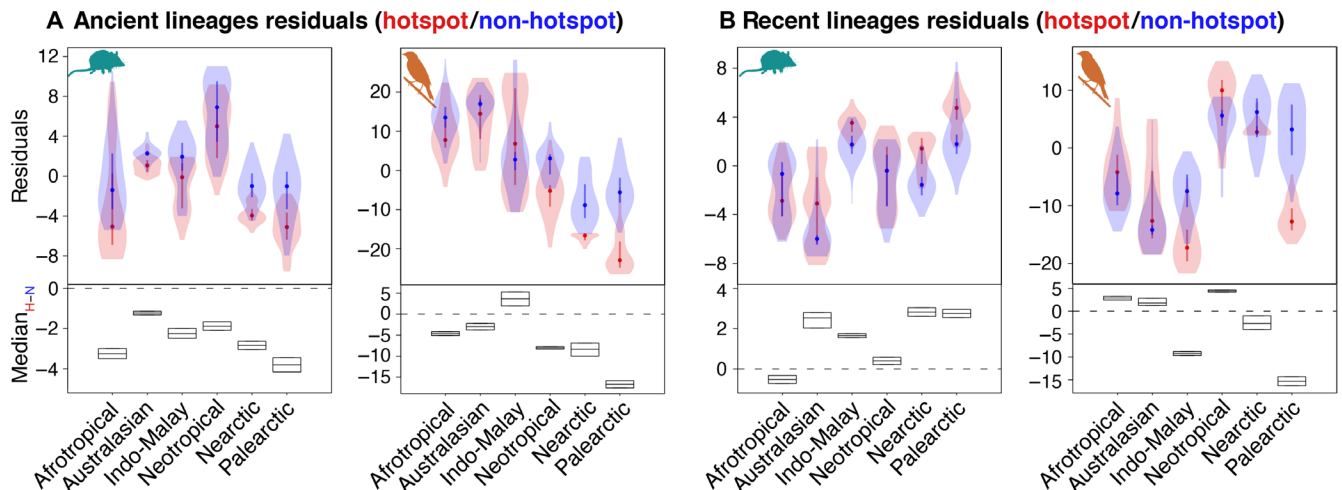 A Ancient lineages residuals (hotspot/non-hotspot)
B Recent lineages residuals (hotspot/non-hotspot)
Residuals
12
8
4
0
−4
−8
20
10
0
−10
−20
8
4
0
−4
−8
10
5
0
−5
−10
−15
−20
MedianH−N
0
−2
−4
5
0
−5
−10
−15
4
2
0
5
0
−5
−10
−15
Afrotropical
Australasian
Indo-Malay
Neotropical
Nearctic
Palearctic
Afrotropical
Australasian
Indo-Malay
Neotropical
Nearctic
Palearctic
Afrotropical
Australasian
Indo-Malay
Neotropical
Nearctic
Palearctic
Afrotropical
Australasian
Indo-Malay
Neotropical
Nearctic
Palearctic